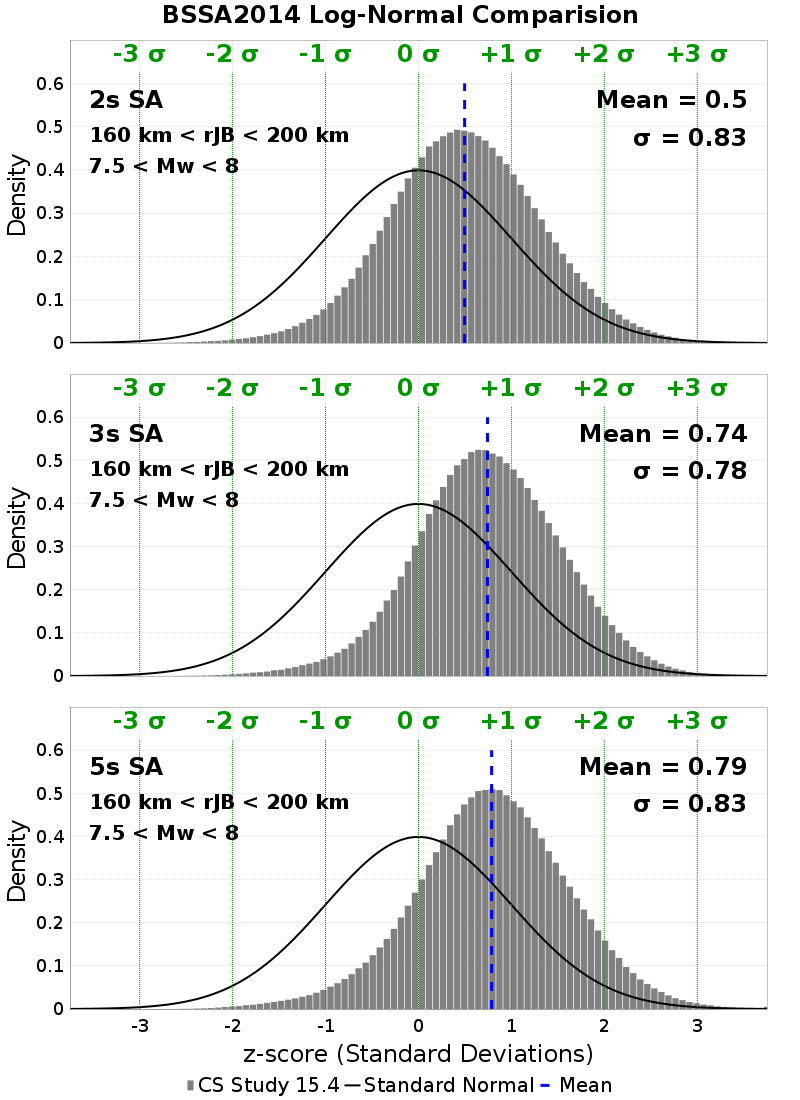 BSSA2014 Log-Normal Comparision
-3 σ -2 σ -1 σ 0 σ +1 σ +2 σ +3 σ
2s SA
160 km < rJB < 200 km
7.5 < Mw < 8
Mean = 0.5
σ = 0.83
Density
0.6
0.5
0.4
0.3
0.2
0.1
0
-3 σ -2 σ -1 σ 0 σ +1 σ +2 σ +3 σ
3s SA
160 km < rJB < 200 km
7.5 < Mw < 8
Mean = 0.74
σ = 0.78
Density
0.6
0.5
0.4
0.3
0.2
0.1
0
-3 σ -2 σ -1 σ 0 σ +1 σ +2 σ +3 σ
5s SA
160 km < rJB < 200 km
7.5 < Mw < 8
Mean = 0.79
σ = 0.83
Density
0.6
0.5
0.4
0.3
0.2
0.1
0
-3 -2 -1 0 1 2 3
z-score (Standard Deviations)
CS Study 15.4 Standard Normal Mean